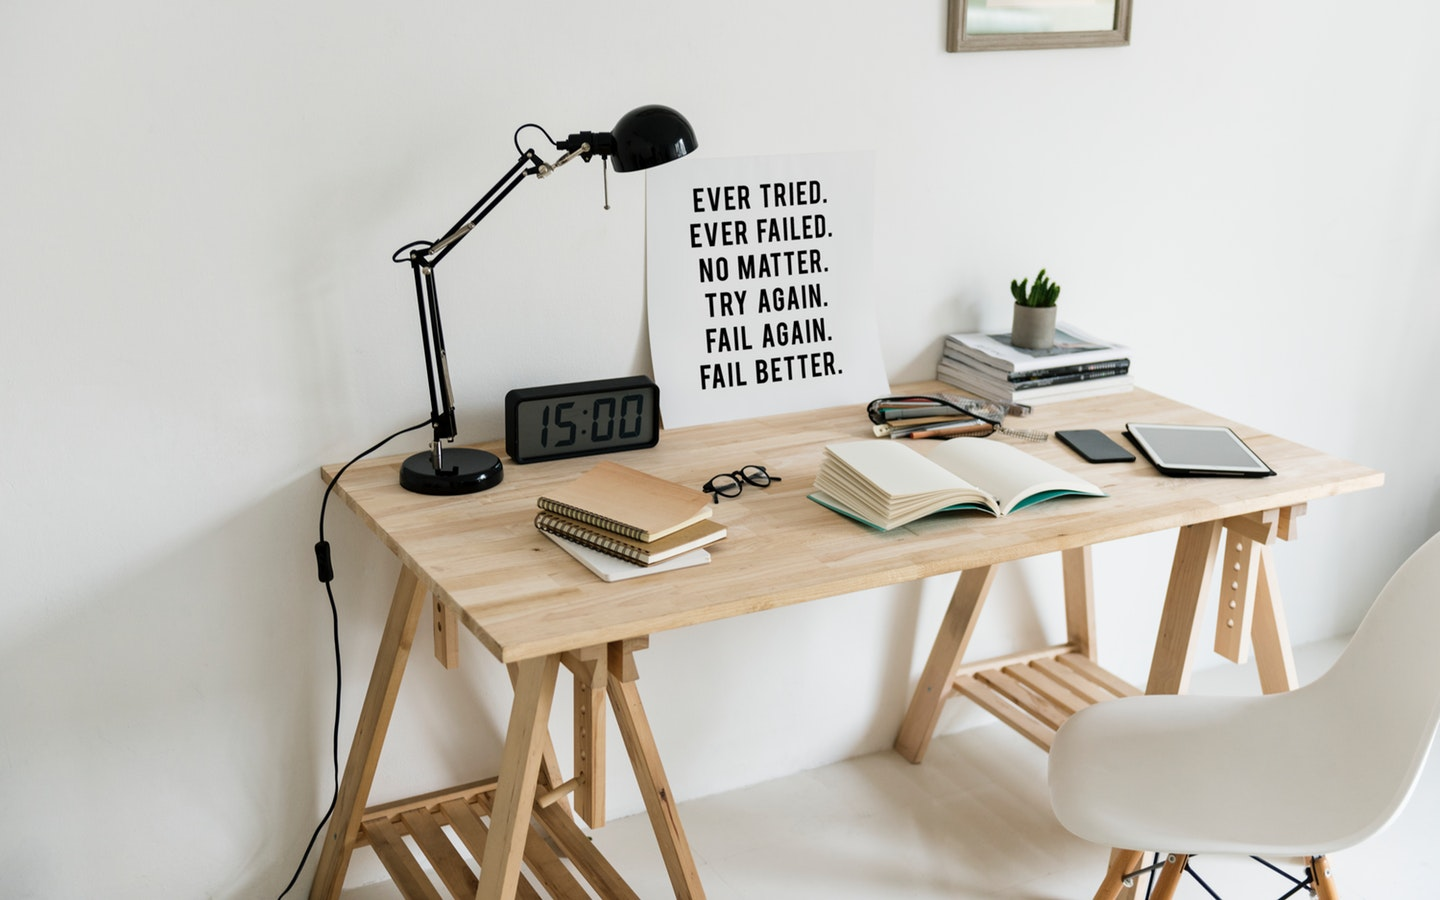 EVER TRIED.
EVER FAILED.
NO MATTER.
TRY AGAIN.
FAIL AGAIN.
FAIL BETTER.
15:00